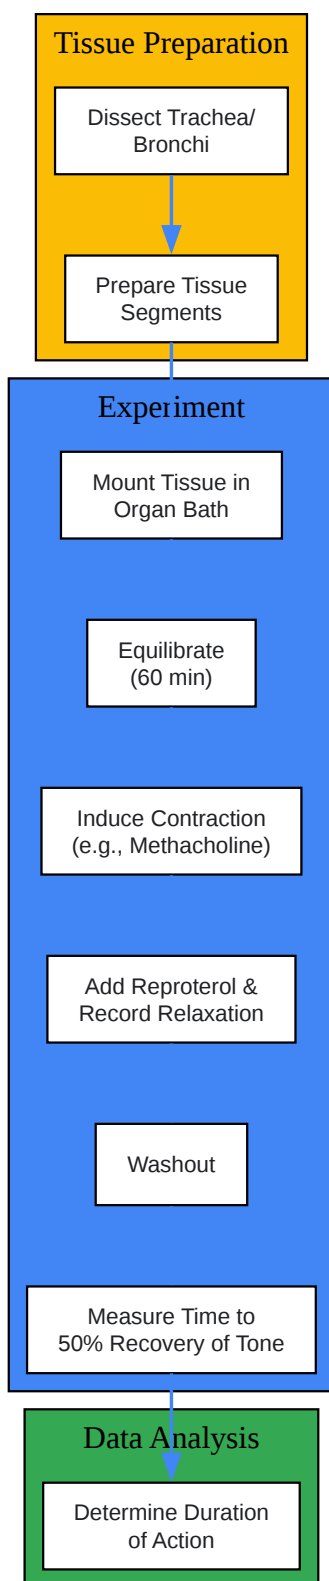 Tissue Preparation
Dissect Trachea/
Bronchi
Prepare Tissue
Segments
Experiment
Mount Tissue in
Organ Bath
Equilibrate
(60 min)
Induce Contraction
(e.g., Methacholine)
Add Reproterol &
Record Relaxation
Washout
Measure Time to
50% Recovery of Tone
Data Analysis
Determine Duration
of Action